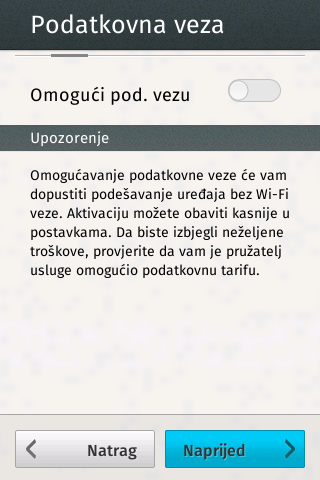 Podatkovna veza
Omogući pod. vezu
Upozorenje
Omogućavanje podatkovne veze će vam
dopustiti podešavanje uređaja bez Wi-Fi
veze. Aktivaciju možete obaviti kasnije u
postavkama. Da biste izbjegli neželjene
troškove, provjerite da vam je pružatelj
usluge omogućio podatkovnu tarifu.
Natrag
Naprijed